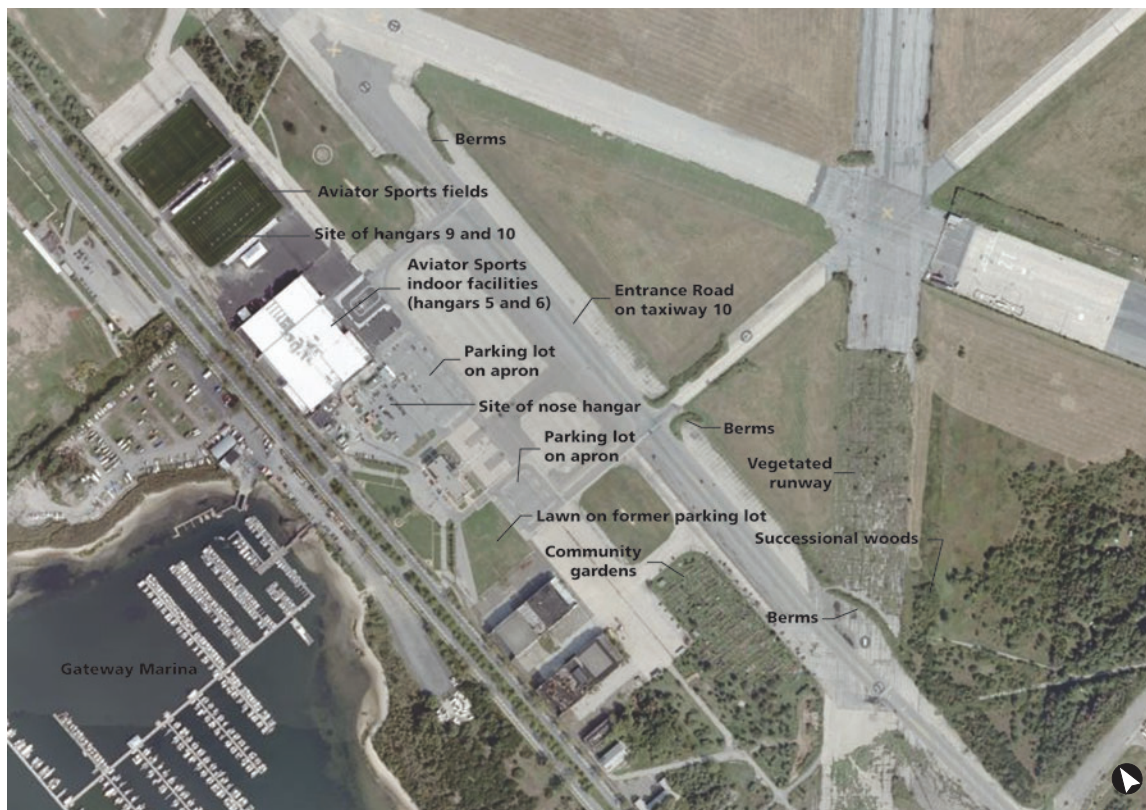 Berms
Aviator Sports fields
Site of hangars 9 and 10
Aviator Sports
indoor facilities
(hangars 5 and 6)
Entrance Road
on taxiway 10
Parking lot
on apron
Site of nose hangar
Berms
Parking lot
on apron
Vegetated
runway
Lawn on former parking lot
Successional woods
Community
gardens
Berms
Gateway Marina